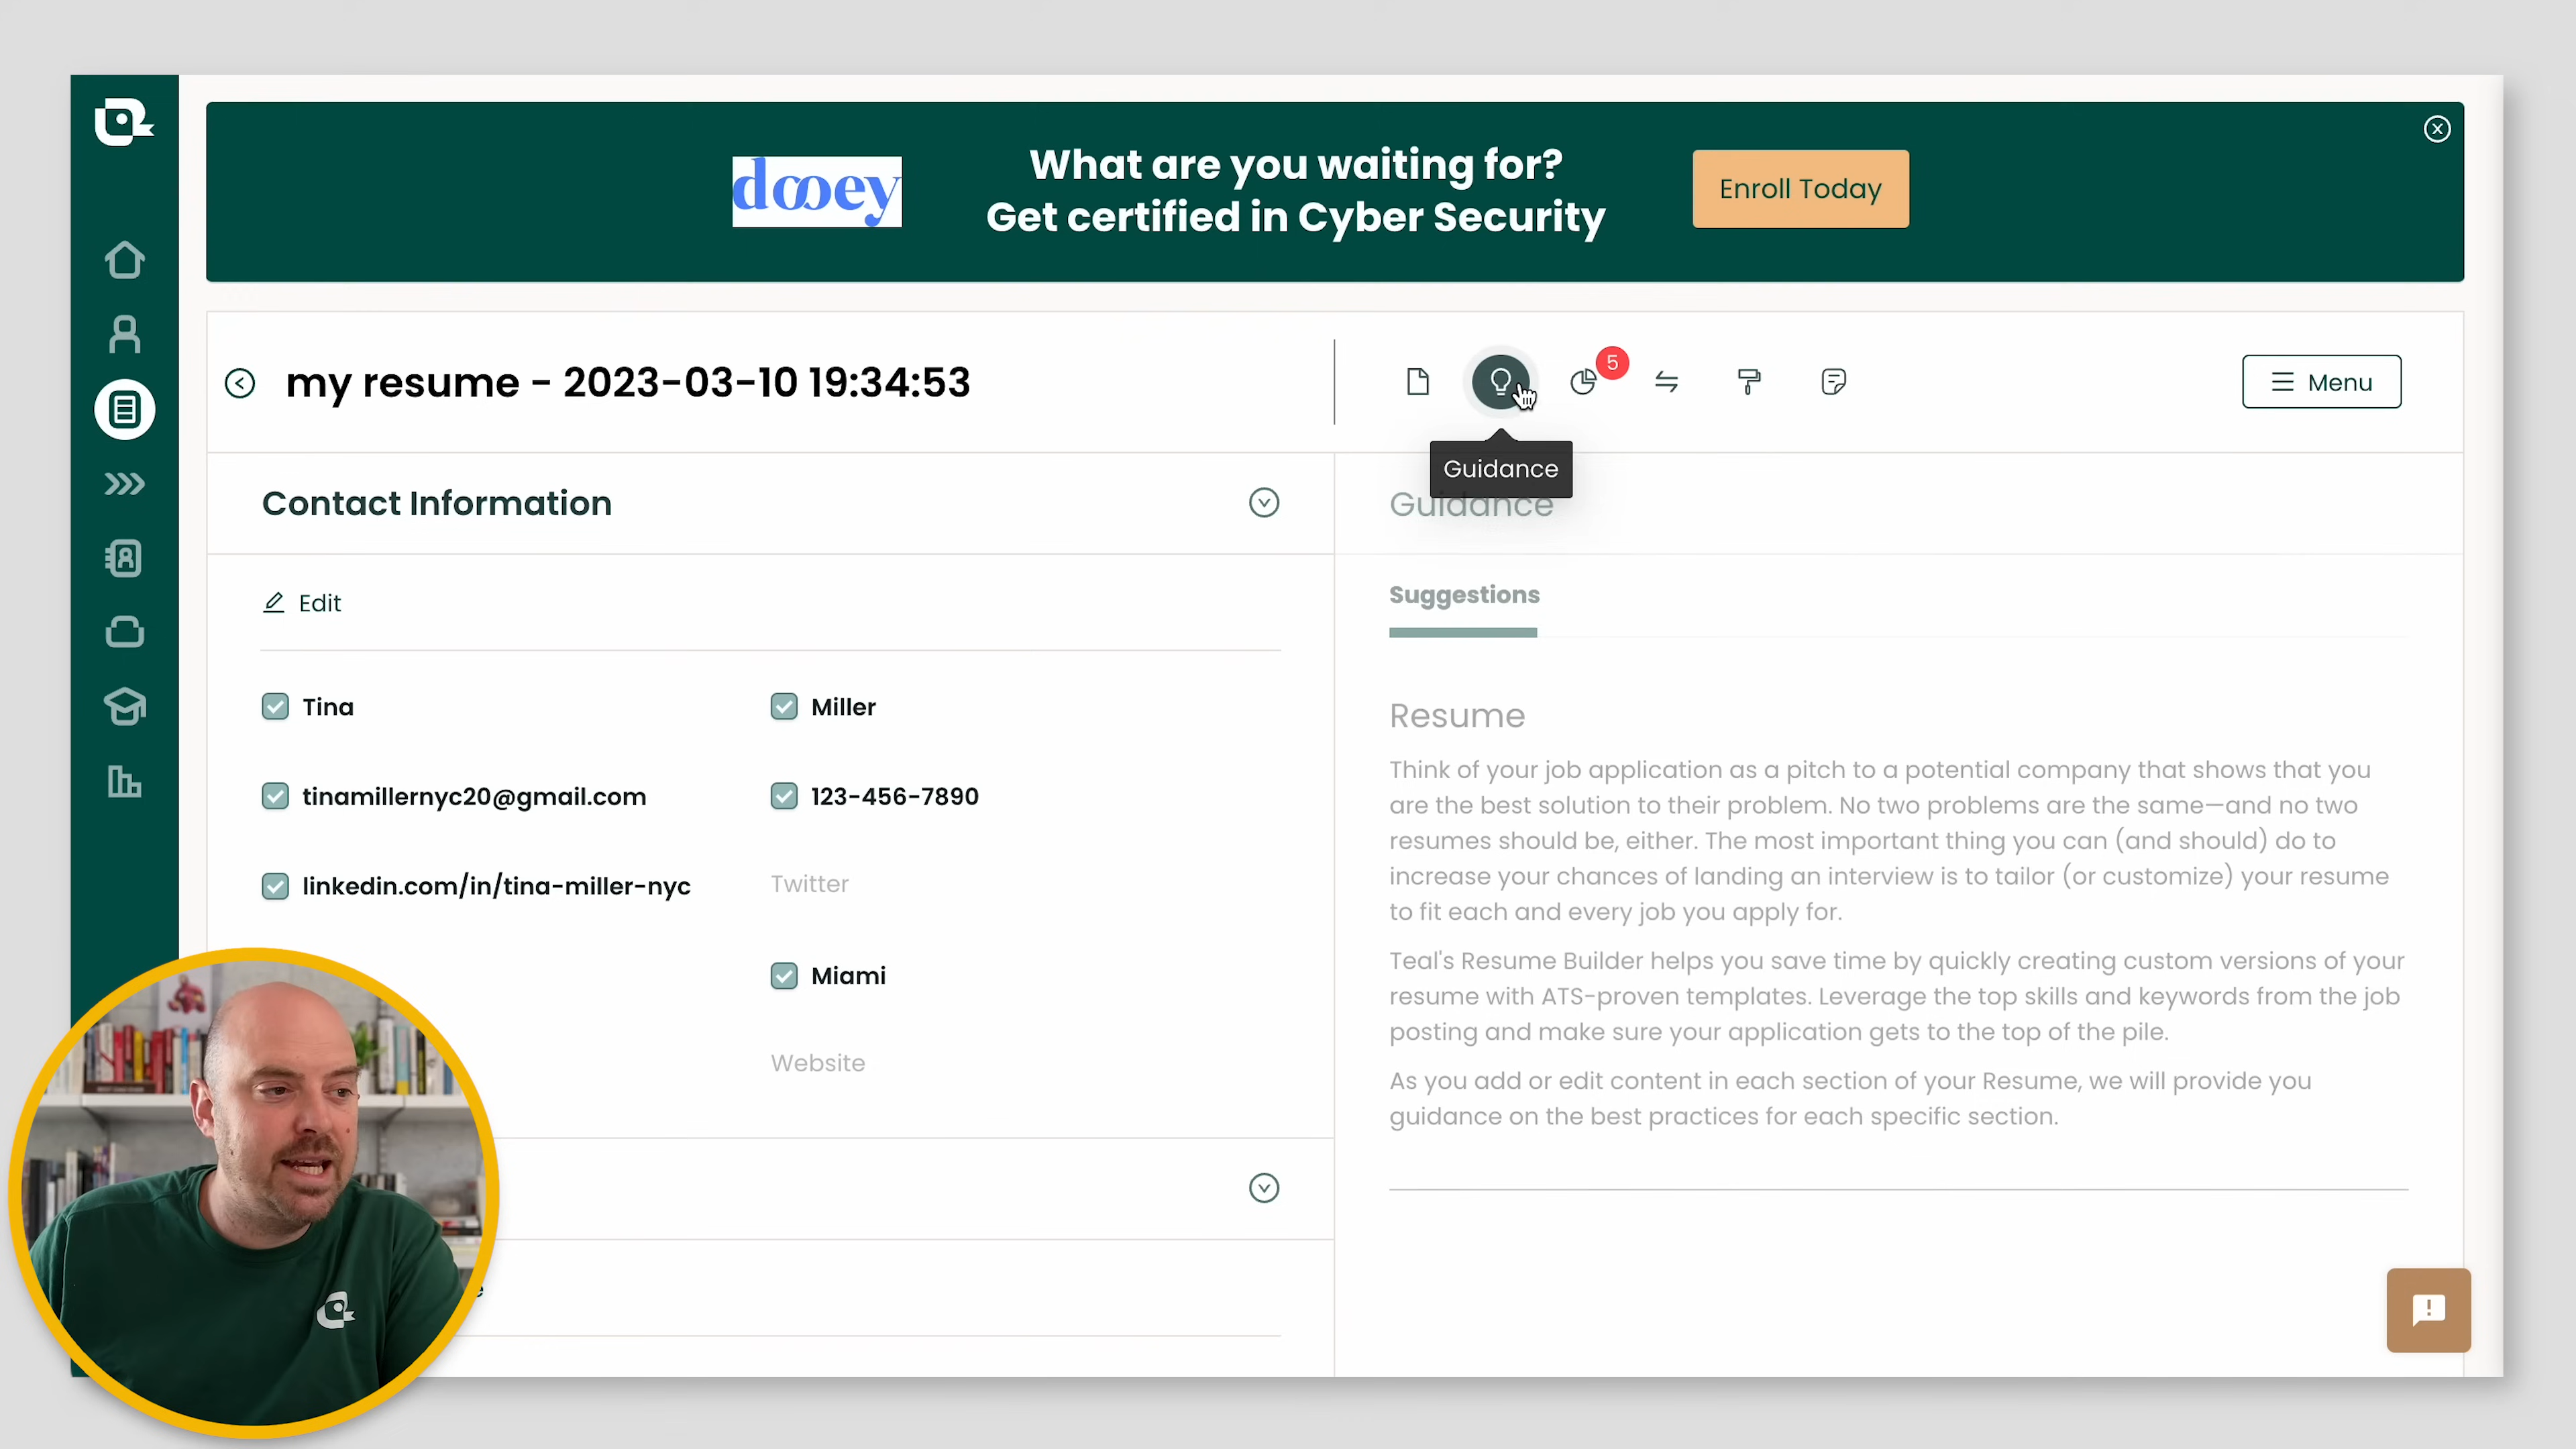 dooey
What are you waiting for?
Get certified in Cyber Security
Enroll Today
my resume - 2023-03-10 19:34:53
5
Menu
Guidance
Contact Information
Guidance
Edit
Suggestions
Tina
Miller
Resume
tinamillernyc20@gmail.com
123-456-7890
Think of your job application as a pitch to a potential company that shows that you
are the best solution to their problem. No two problems are the same—and no two
resumes should be, either. The most important thing you can (and should) do to
increase your chances of landing an interview is to tailor (or customize) your resume
to fit each and every job you apply for.
linkedin.com/in/tina-miller-nyc
Twitter
Miami
Website
Teal's Resume Builder helps you save time by quickly creating custom versions of your
resume with ATS-proven templates. Leverage the top skills and keywords from the job
posting and make sure your application gets to the top of the pile.
As you add or edit content in each section of your Resume, we will provide you
guidance on the best practices for each specific section.